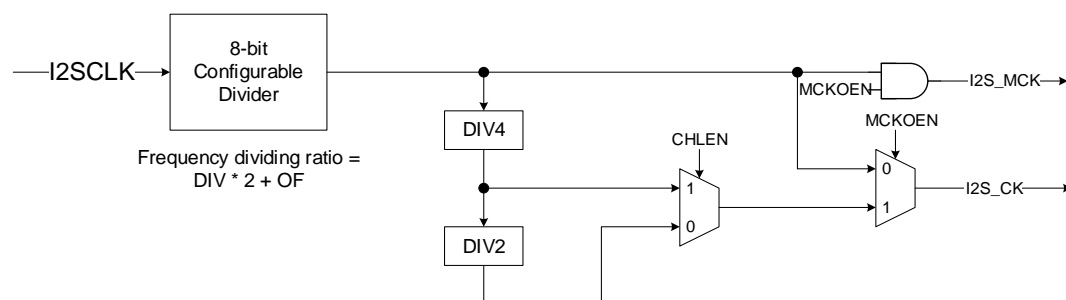 I2SCLK
8-bit
Configurable
Divider
Frequency dividing ratio =
DIV * 2 + OF
DIV4
DIV2
CHLEN
1
0
MCKOEN
I2S_MCK
MCKOEN
0
1
I2S_CK